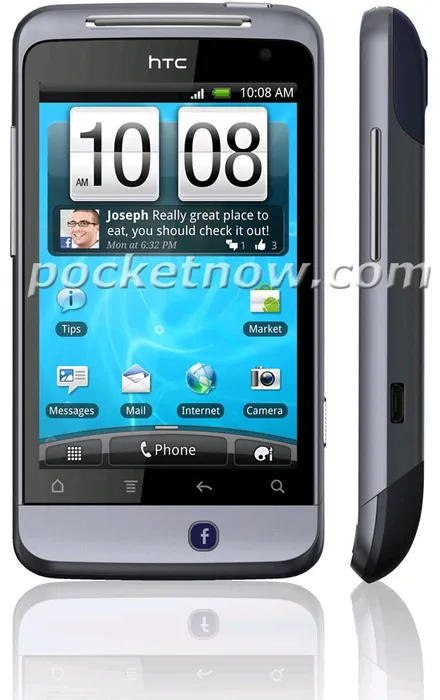 hTC
10:08 AM
10 08
AM
Joseph Really great place to
eat, you should check it out!
Mon at 6:32 PM 1 3
pocketnow.com
Tips Market
Messages Mail Internet Camera
Phone
f